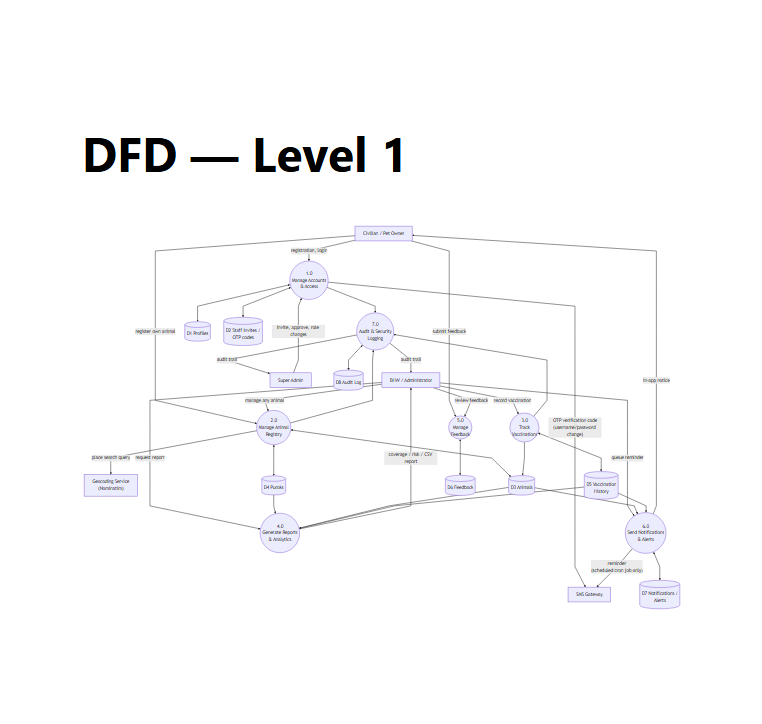 DFD — Level 1
Civilian / Pet Owner
registration, login
1.0
Manage Accounts
& Access
D1 Profiles
D2 Staff Invites /
OTP codes
invite, approve, role
changes
7.0
Audit & Security
Logging
register own animal
submit feedback
audit trail
audit trail
Super Admin
D8 Audit Log
BHW / Administrator
in-app notice
manage any animal
review feedback
record vaccination
2.0
Manage Animal
Registry
5.0
Manage
Feedback
3.0
Track
Vaccinations
OTP verification code
(username/password
change)
place search query
request report
coverage / risk / CSV
report
queue reminder
Geocoding Service
(Nominatim)
D4 Puroks
D6 Feedback
D3 Animals
D5 Vaccination
History
4.0
Generate Reports
& Analytics
6.0
Send Notifications
& Alerts
reminder
(scheduled cron job only)
SMS Gateway
D7 Notifications /
Alerts